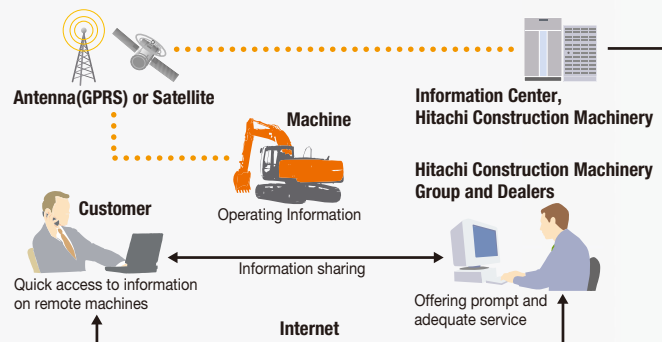 Antenna(GPRS) or Satellite
Information Center,
Hitachi Construction Machinery
Machine
Operating Information
Hitachi Construction Machinery
Group and Dealers
Customer
Information sharing
Quick access to information
on remote machines
Offering prompt and
adequate service
Internet